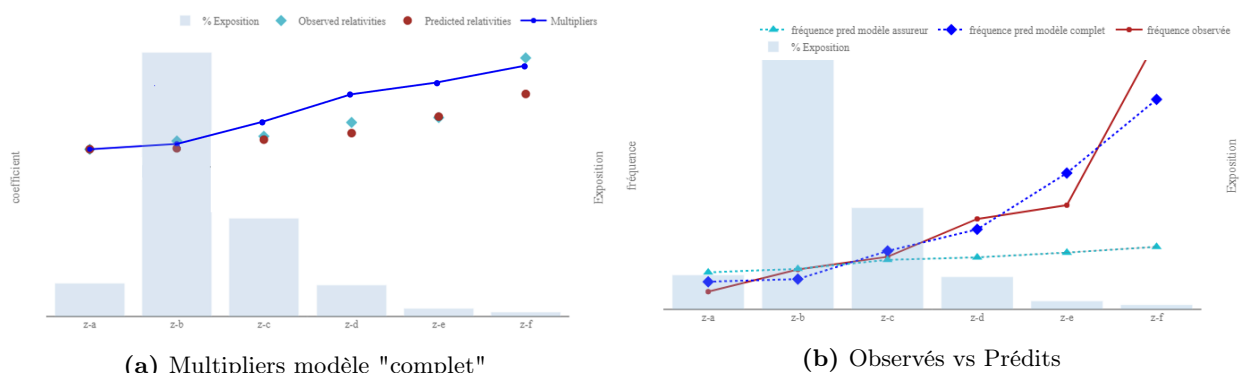 % Exposition Observed relativities Predicted relativities Multipliers
coefficient
Exposition
z-a z-b z-c z-d z-e z-f
(a) Multipliers modèle "complet"
fréquence pred modèle assureur fréquence pred modèle complet fréquence observée
% Exposition
fréquence
Exposition
z-a z-b z-c z-d z-e z-f
(b) Observés vs Prédits